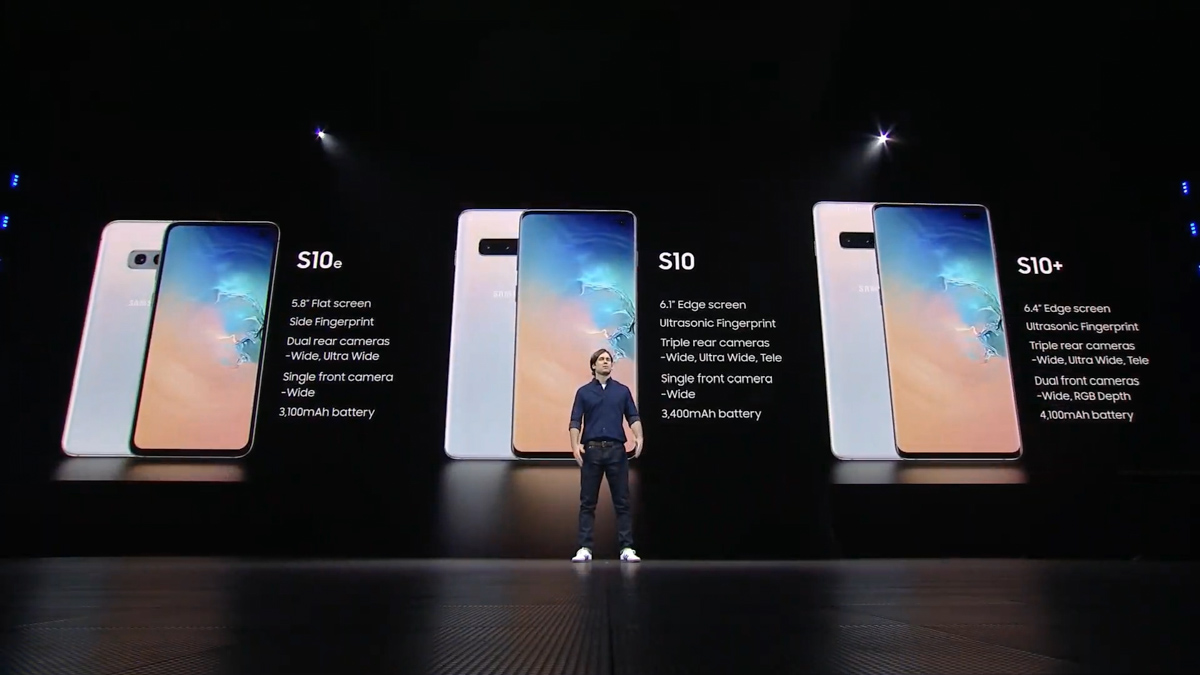 S10e
5.8" Flat screen
Side Fingerprint
Dual rear cameras
-Wide, Ultra Wide
Single front camera
-Wide
3,100mAh battery
S10
6.1" Edge screen
Ultrasonic Fingerprint
Triple rear cameras
-Wide, Ultra Wide, Tele
Single front camera
-Wide
3,400mAh battery
S10+
6.4" Edge screen
Ultrasonic Fingerprint
Triple rear cameras
-Wide, Ultra Wide, Tele
Dual front cameras
-Wide, RGB Depth
4,100mAh battery